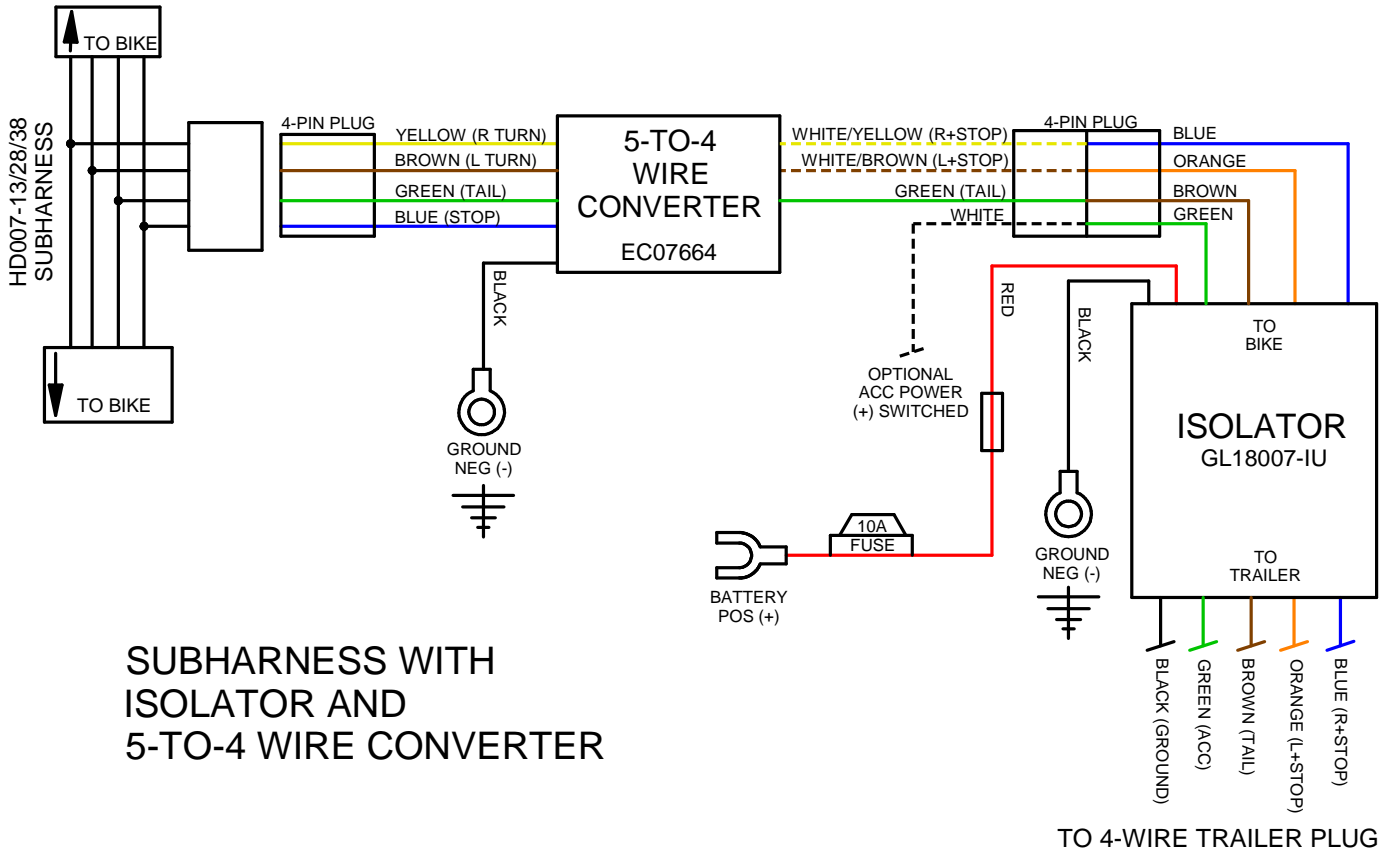 TO BIKE
HD007-13/28/38
SUBHARNESS
TO BIKE
4-PIN PLUG
YELLOW (R TURN)
BROWN (L TURN)
GREEN (TAIL)
BLUE (STOP)
BLACK
GROUND
NEG (-)
5-TO-4
WIRE
CONVERTER
EC07664
WHITE/YELLOW (R+STOP)
WHITE/BROWN (L+STOP)
GREEN (TAIL)
WHITE
4-PIN PLUG
BLUE
ORANGE
BROWN
GREEN
OPTIONAL
ACC POWER
(+) SWITCHED
RED
BLACK
10A
FUSE
BATTERY
POS (+)
GROUND
NEG (-)
TO
BIKE
ISOLATOR
GL18007-IU
TO
TRAILER
BLACK (GROUND)
GREEN (ACC)
BROWN (TAIL)
ORANGE (L+STOP)
BLUE (R+STOP)
TO 4-WIRE TRAILER PLUG
SUBHARNESS WITH
ISOLATOR AND
5-TO-4 WIRE CONVERTER